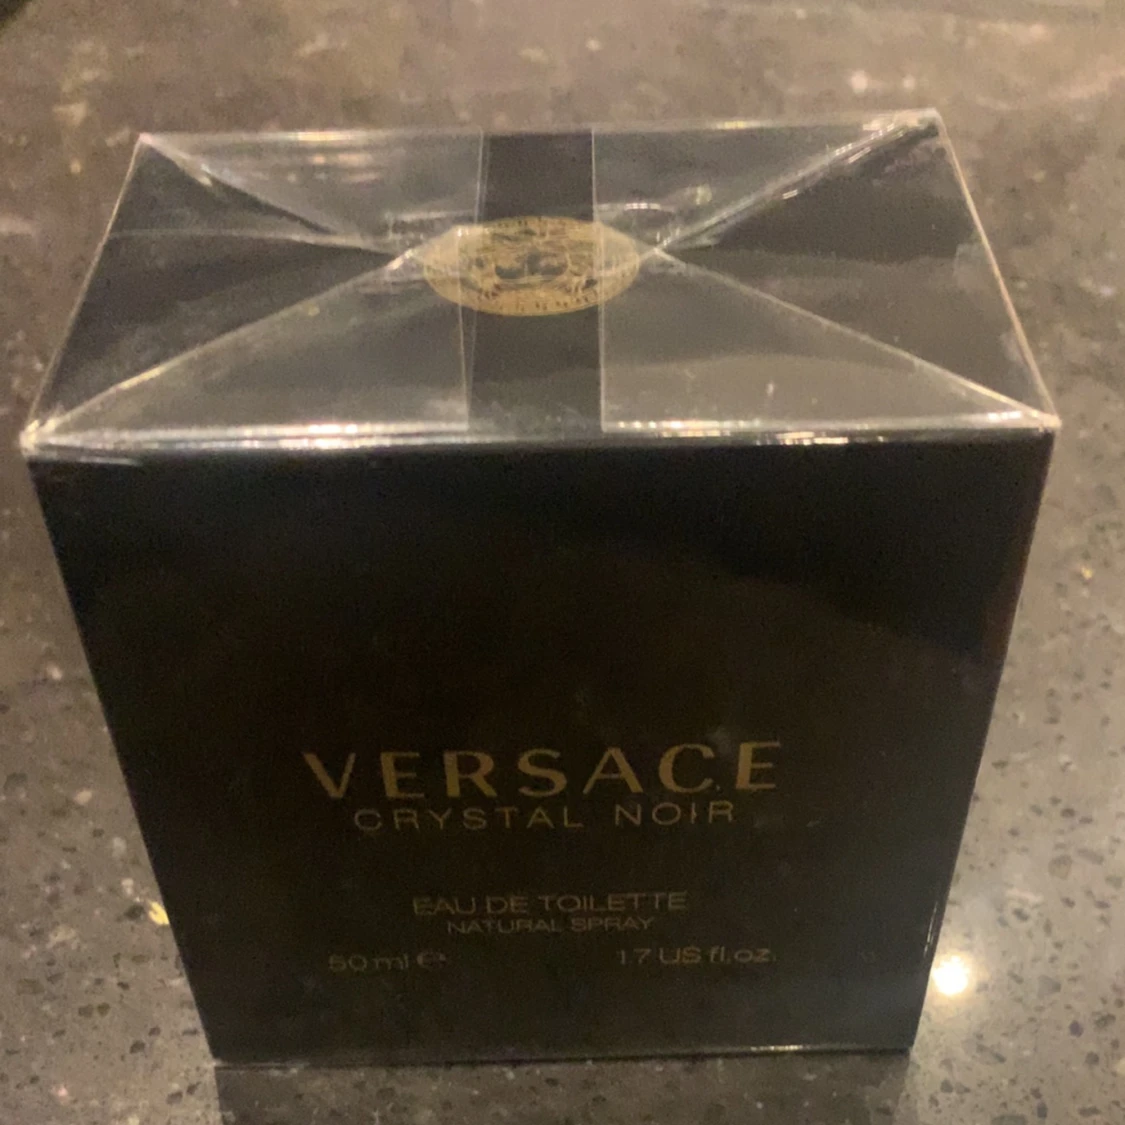 VERSACE
CRYSTAL NOIR
EAU DE TOILETTE
NATURAL SPRAY
50 ml e 1.7 US fl.oz.